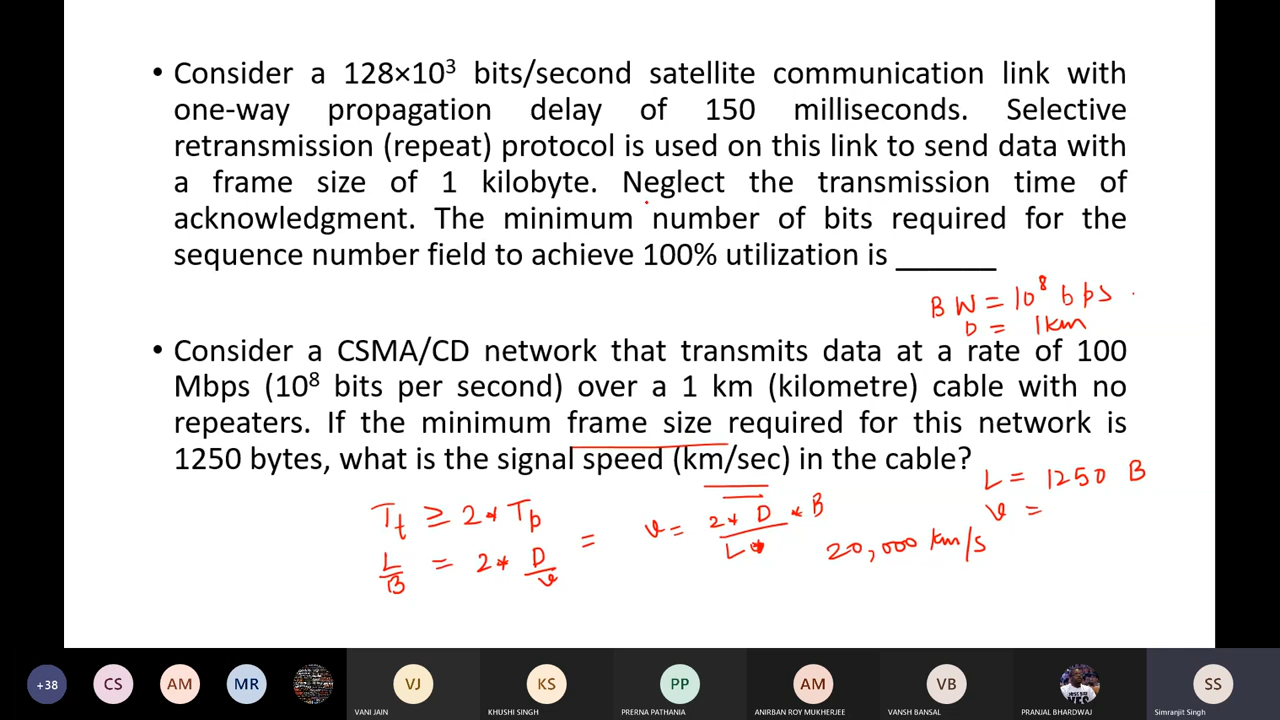 • Consider a 128×10³ bits/second satellite communication link with
one-way propagation delay of 150 milliseconds. Selective
retransmission (repeat) protocol is used on this link to send data with
a frame size of 1 kilobyte. Neglect the transmission time of
acknowledgment. The minimum number of bits required for the
sequence number field to achieve 100% utilization is ______
BW = 10⁸ bps
D = 1km
• Consider a CSMA/CD network that transmits data at a rate of 100
Mbps (10⁸ bits per second) over a 1 km (kilometre) cable with no
repeaters. If the minimum frame size required for this network is
1250 bytes, what is the signal speed (km/sec) in the cable?
L = 1250 B
v =
Tt ≥ 2 * Tp
L/B = 2 * D/v = v = 2 * D / L * B
20,000 km/s
+38 CS AM MR VJ KS PP AM VB SS
VANI JAIN KHUSHI SINGH PRERNA PATHANIA ANIRBAN ROY MUKHERJEE VANSH BANSAL PRANJAL BHARDWAJ Simranjit Singh